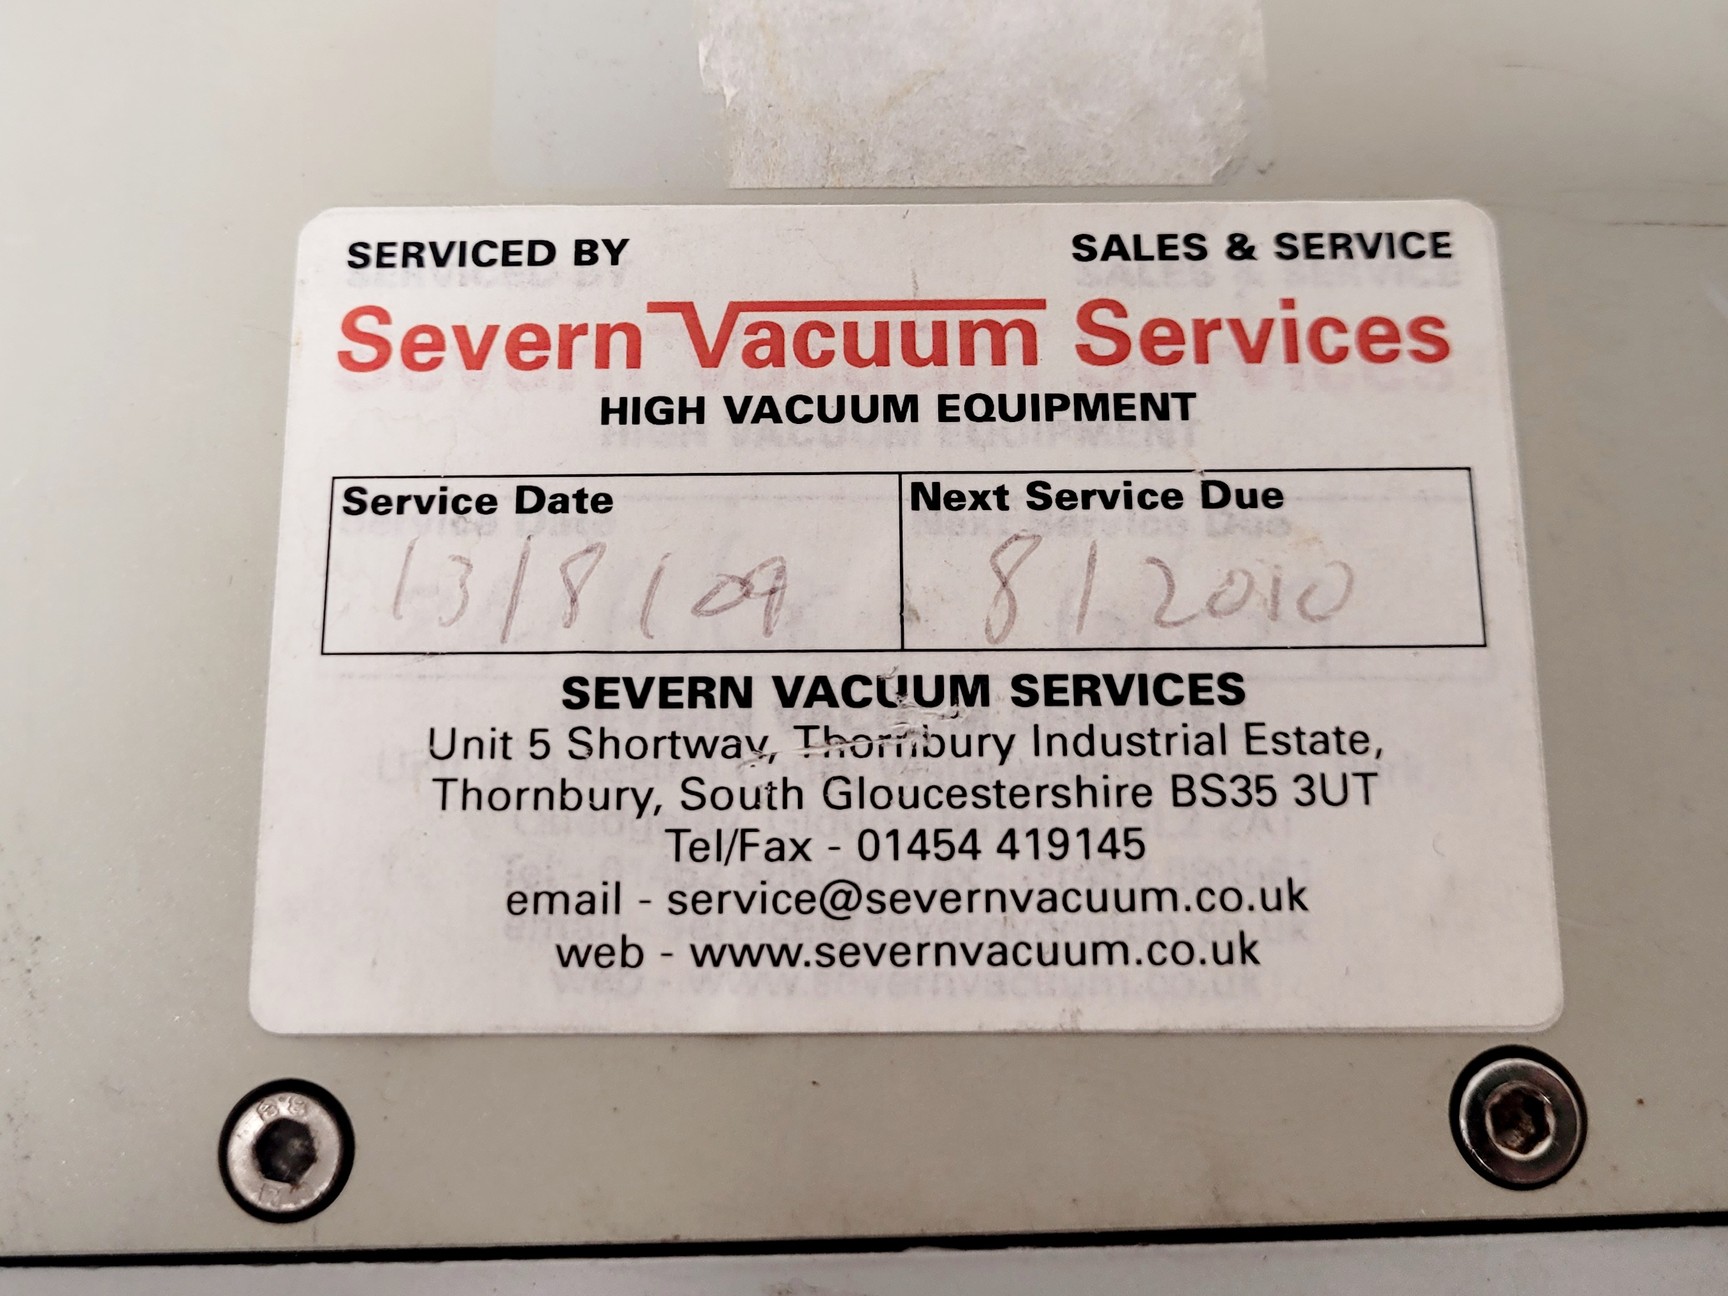 SERVICED BY SALES & SERVICE
Severn Vacuum Services
HIGH VACUUM EQUIPMENT
Service Date Next Service Due
13/8/09 8/2010
SEVERN VACUUM SERVICES
Unit 5 Shortway, Thornbury Industrial Estate,
Thornbury, South Gloucestershire BS35 3UT
Tel/Fax - 01454 419145
email - service@severnvacuum.co.uk
web - www.severnvacuum.co.uk